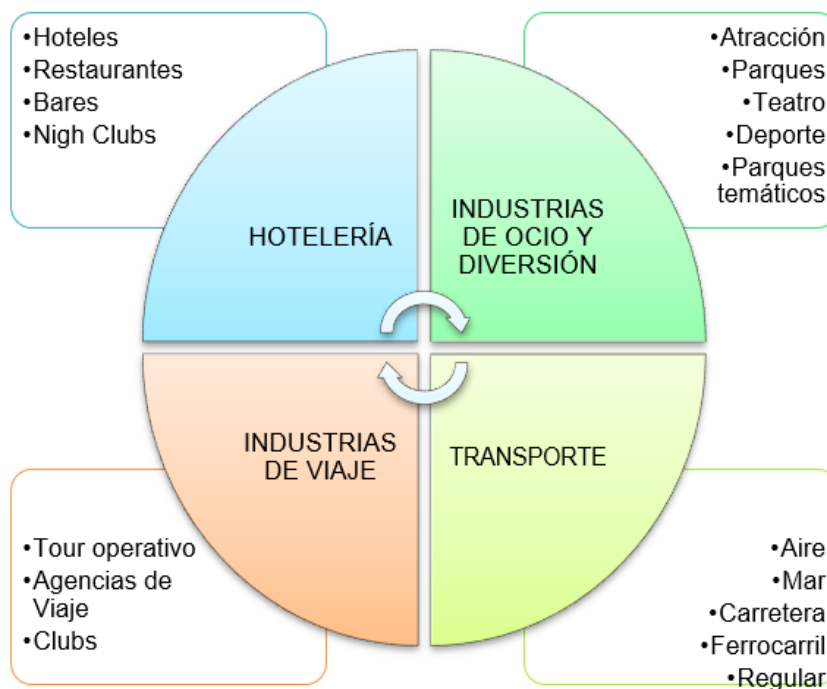 •Hoteles
•Restaurantes
•Bares
•Nigh Clubs
•Atracción
•Parques
•Teatro
•Deporte
•Parques
temáticos
HOTELERÍA
INDUSTRIAS
DE OCIO Y
DIVERSIÓN
INDUSTRIAS
DE VIAJE
TRANSPORTE
•Tour operativo
•Agencias de
Viaje
•Clubs
•Aire
•Mar
•Carretera
•Ferrocarril
•Regular